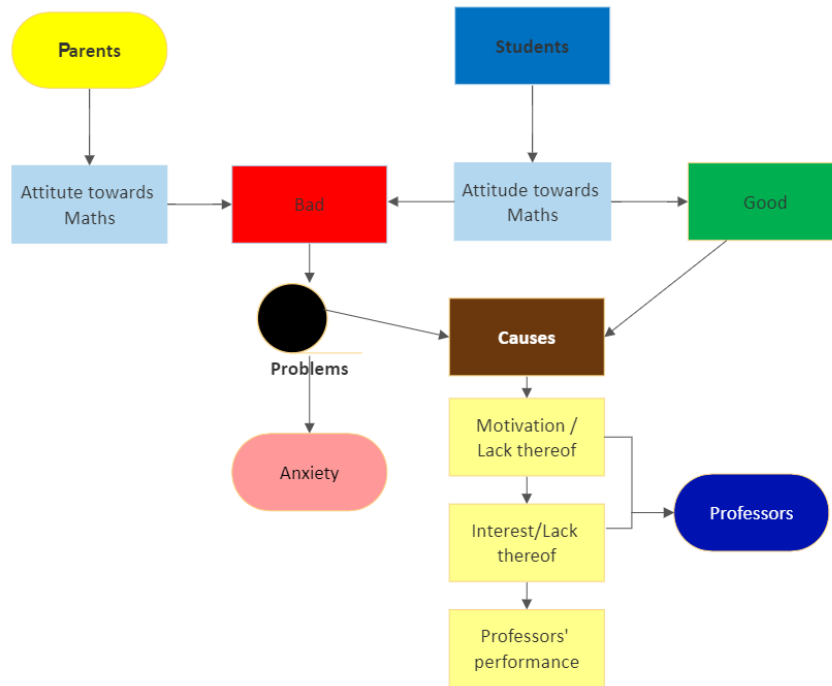 Parents
Students
Attitute towards
Maths
Bad
Attitude towards
Maths
Good
Causes
Problems
Motivation /
Lack thereof
Anxiety
Professors
Interest/Lack
thereof
Professors'
performance